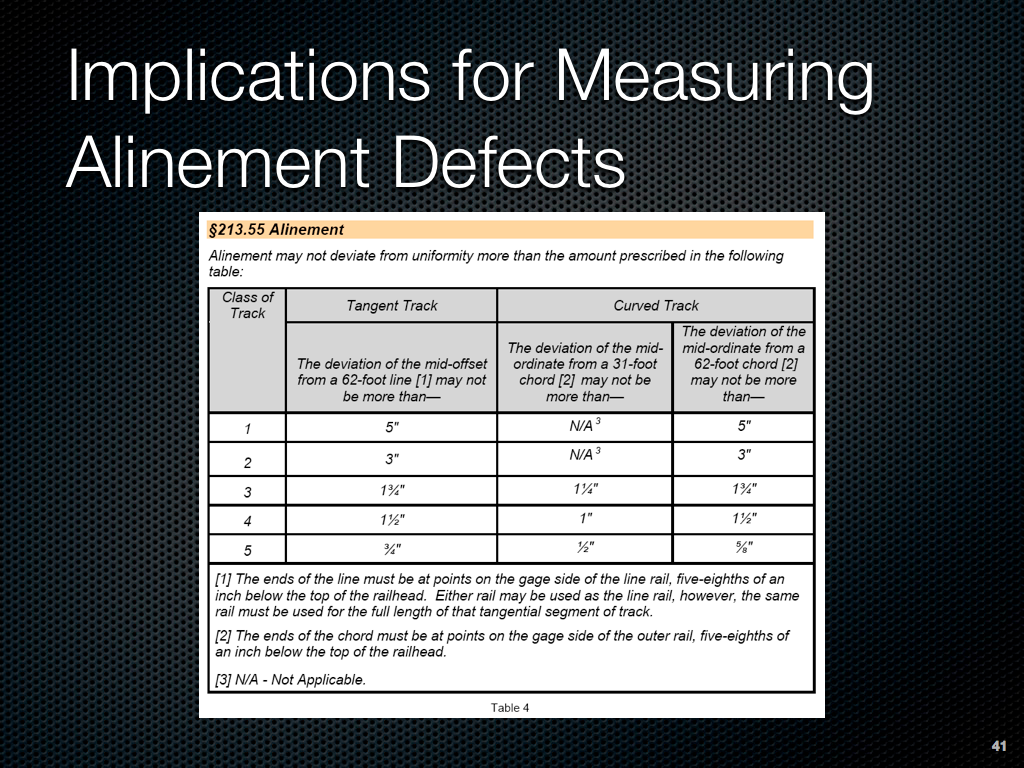 Implications for Measuring
Alinement Defects
§213.55 Alinement
Alinement may not deviate from uniformity more than the amount prescribed in the following
table:
Class of
Track
Tangent Track
Curved Track
The deviation of the mid-offset
from a 62-foot line [1] may not
be more than—
The deviation of the mid-
ordinate from a 31-foot
chord [2] may not be
more than—
The deviation of the
mid-ordinate from a
62-foot chord [2]
may not be more
than—
1 5" N/A ³ 5"
2 3" N/A ³ 3"
3 1¾" 1¼" 1¾"
4 1½" 1" 1½"
5 ¾" ½" ⅝"
[1] The ends of the line must be at points on the gage side of the line rail, five-eighths of an
inch below the top of the railhead. Either rail may be used as the line rail, however, the same
rail must be used for the full length of that tangential segment of track.
[2] The ends of the chord must be at points on the gage side of the outer rail, five-eighths of
an inch below the top of the railhead.
[3] N/A - Not Applicable.
Table 4
41